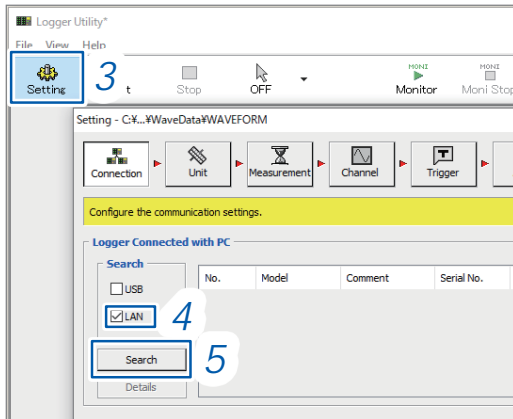 Logger Utility*
File View Help
Setting 3 t Stop OFF MONI Monitor MONI Moni Stop
Setting - C:¥...¥WaveData¥WAVEFORM
Connection Unit Measurement Channel Trigger
Configure the communication settings.
Logger Connected with PC
Search
No. Model Comment Serial No.
USB
LAN 4
Search 5
Details